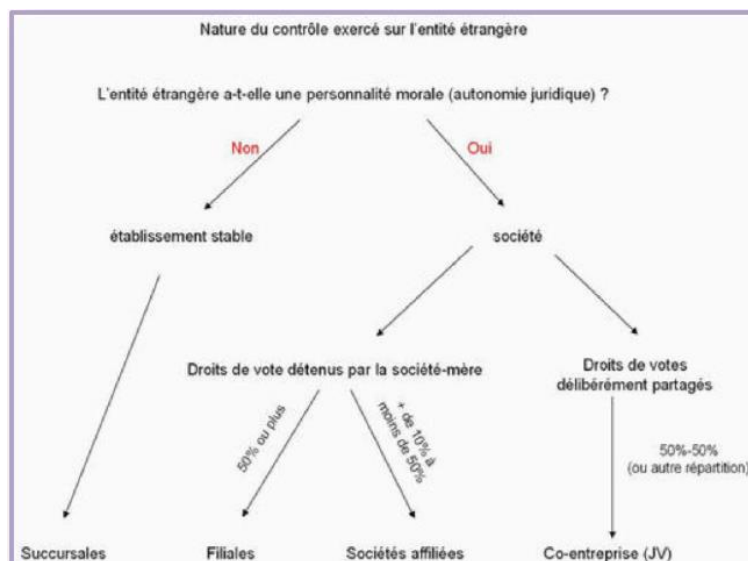 Nature du contrôle exercé sur l'entité étrangère
L'entité étrangère a-t-elle une personnalité morale (autonomie juridique) ?
Non
Oui
établissement stable
société
Droits de vote détenus par la société-mère
Droits de votes
délibérément partagés
50% ou plus
+ de 10% à
moins de 50%
50%-50%
(ou autre répartition)
Succursales
Filiales
Sociétés affiliées
Co-entreprise (JV)